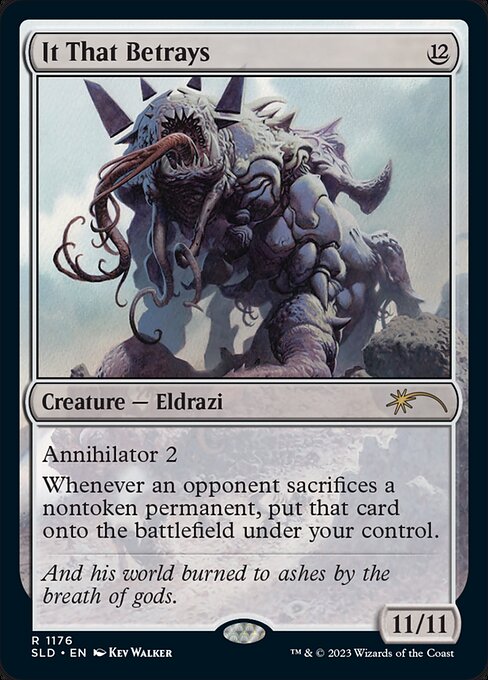 It That Betrays
12
Creature — Eldrazi
Annihilator 2
Whenever an opponent sacrifices a
nontoken permanent, put that card
onto the battlefield under your control.
And his world burned to ashes by the
breath of gods.
11/11
R 1176
SLD • EN Kev Walker
™ & © 2023 Wizards of the Coast